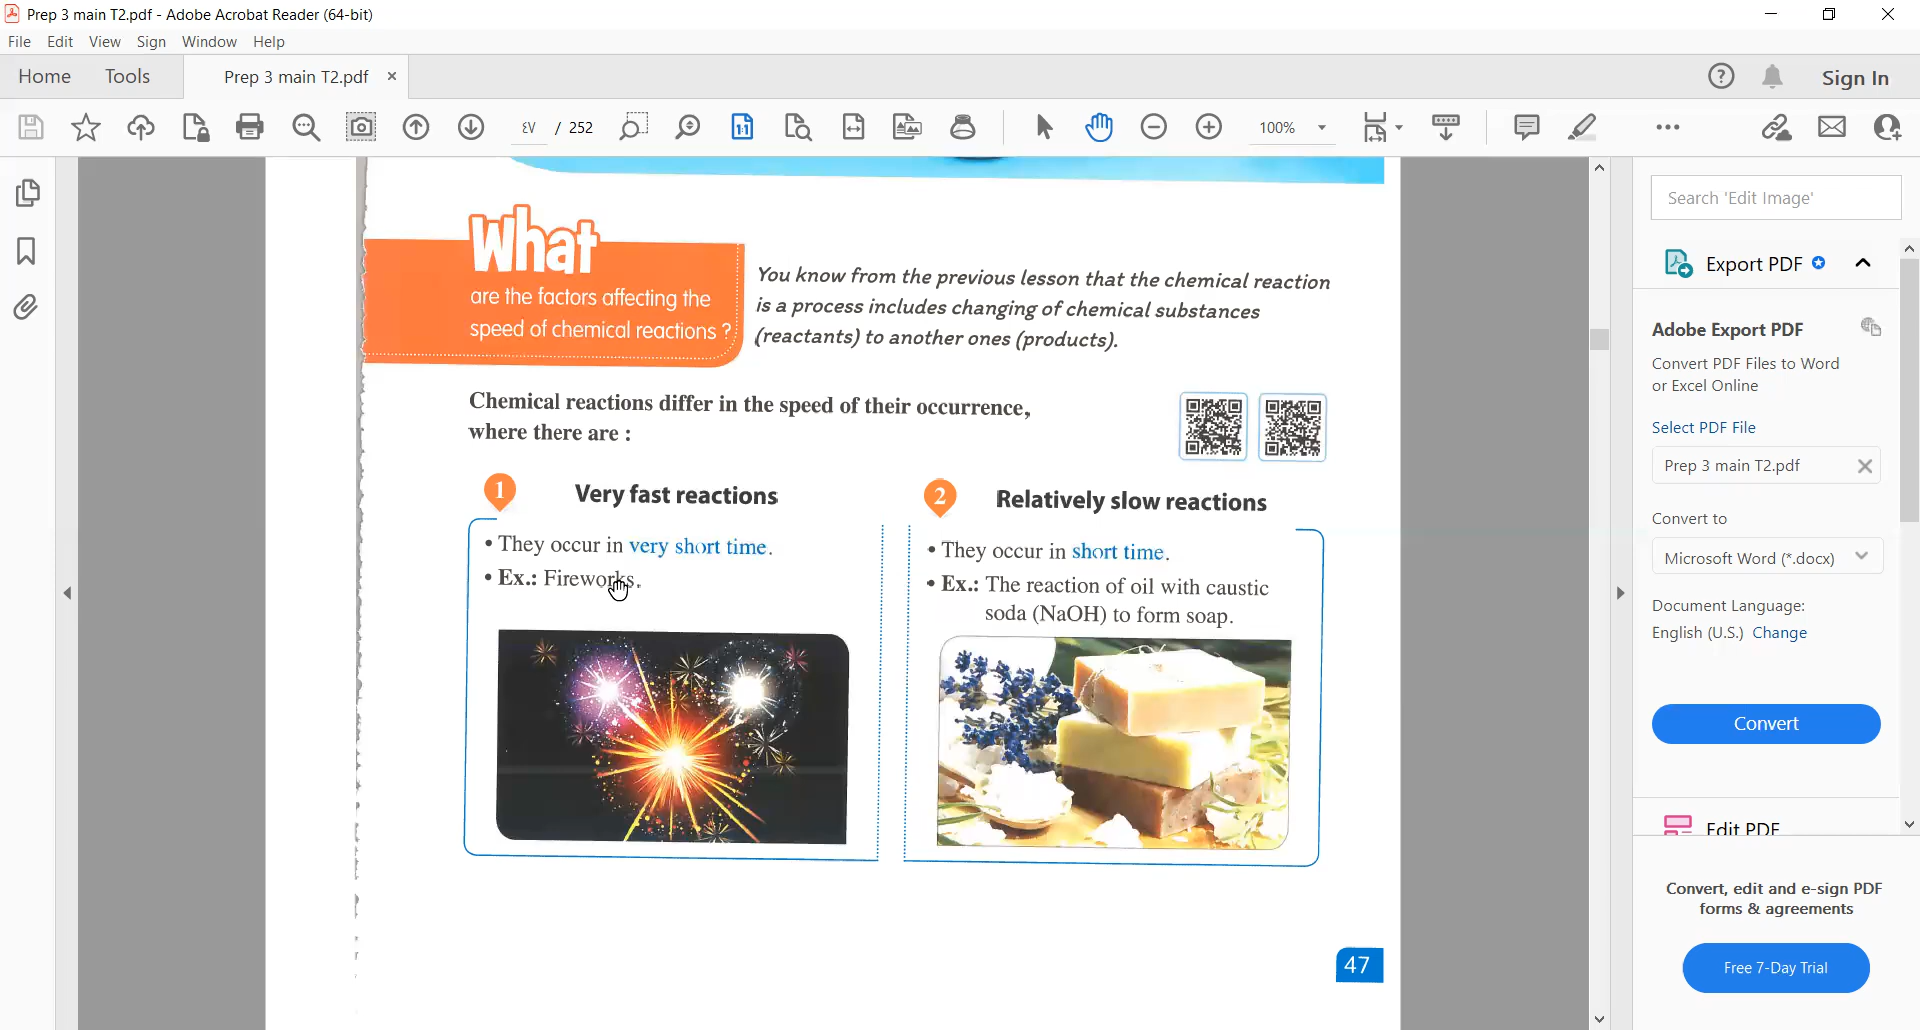 Prep 3 main T2.pdf - Adobe Acrobat Reader (64-bit)
File Edit View Sign Window Help
Home Tools Prep 3 main T2.pdf × Sign In
٤٧ / 252 1:1 100%
What
are the factors affecting the
speed of chemical reactions ?
You know from the previous lesson that the chemical reaction
is a process includes changing of chemical substances
(reactants) to another ones (products).
Chemical reactions differ in the speed of their occurrence,
where there are :
1 Very fast reactions
• They occur in very short time.
• Ex.: Fireworks.
2 Relatively slow reactions
• They occur in short time.
• Ex.: The reaction of oil with caustic
soda (NaOH) to form soap.
47
Search 'Edit Image'
Export PDF
Adobe Export PDF
Convert PDF Files to Word
or Excel Online
Select PDF File
Prep 3 main T2.pdf
Convert to
Microsoft Word (*.docx)
Document Language:
English (U.S.) Change
Convert
Edit PDF
Convert, edit and e-sign PDF
forms & agreements
Free 7-Day Trial